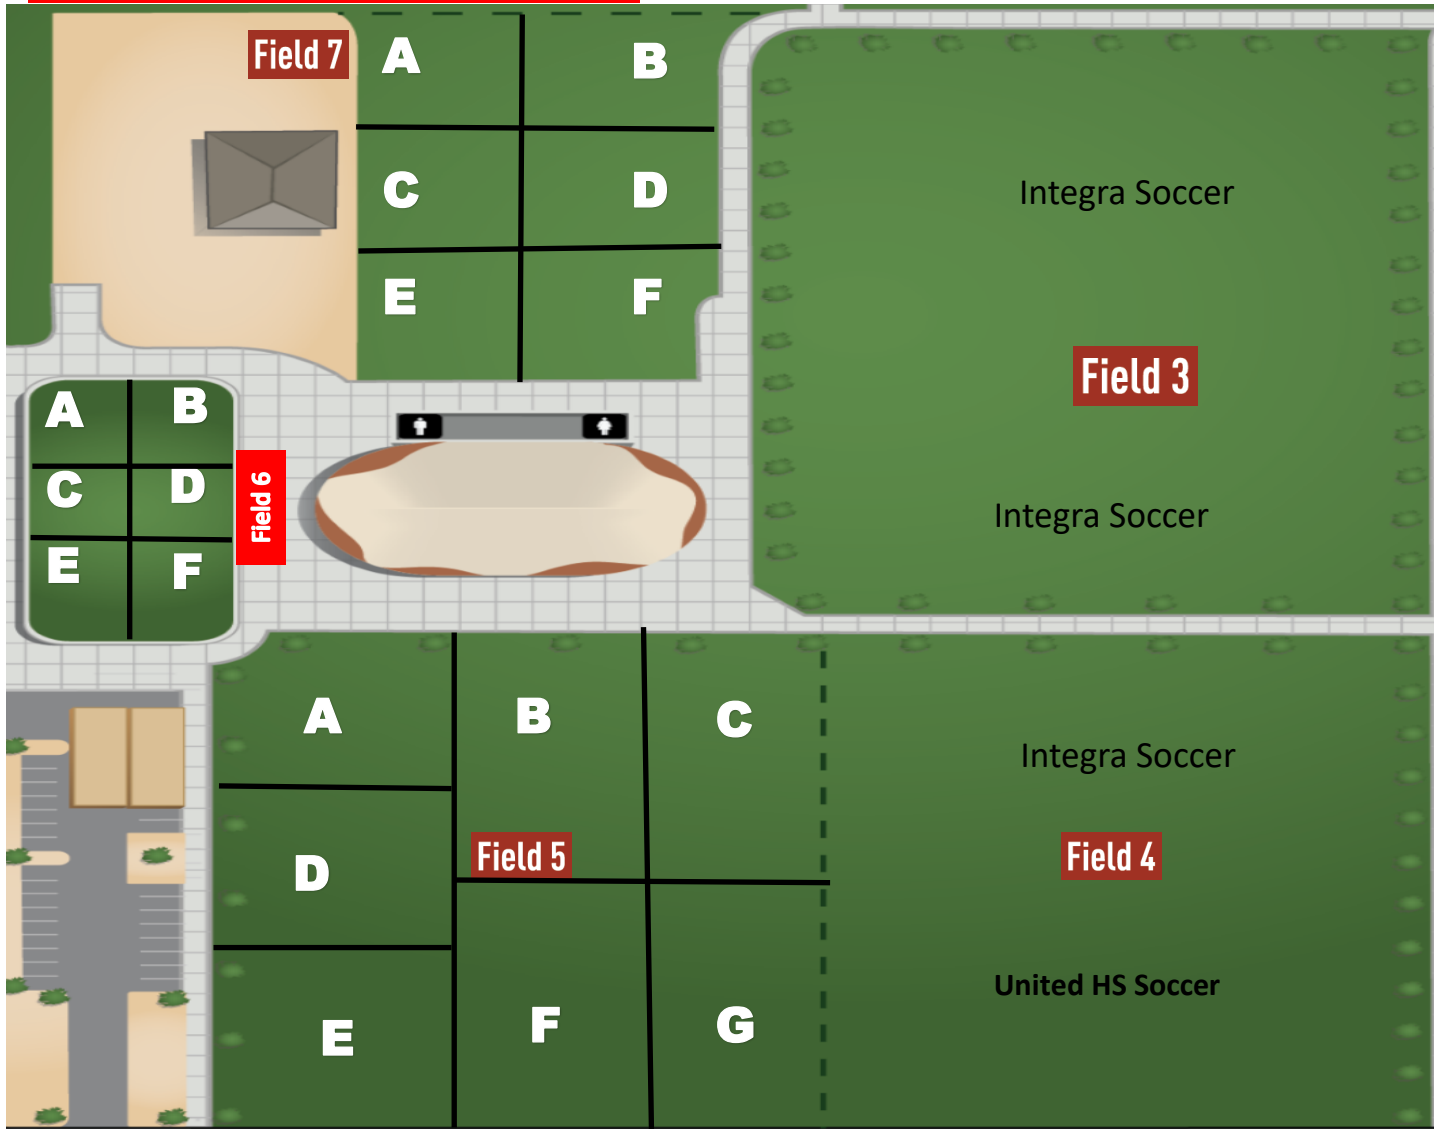 Field 7
A
B
C
D
E
F
Integra Soccer
Field 3
Integra Soccer
A
B
C
D
E
F
Field 6
A
B
C
D
E
F
G
Field 5
Integra Soccer
Field 4
United HS Soccer